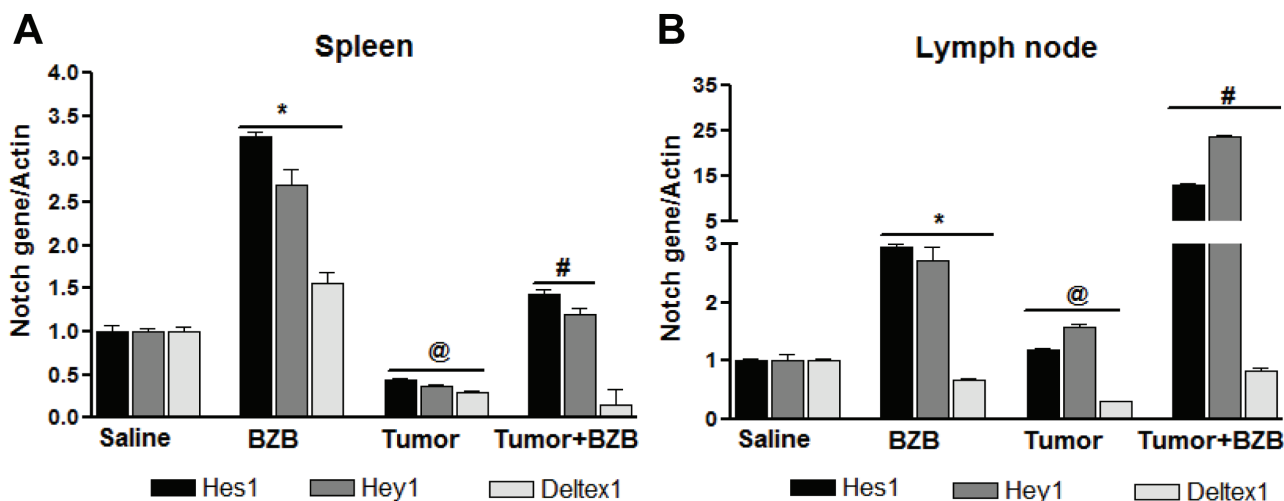 A
Spleen
Notch gene/Actin
4.0
3.5
3.0
2.5
2.0
1.5
1.0
0.5
0.0
*
@
#
Saline BZB Tumor Tumor+BZB
Hes1 Hey1 Deltex1
B
Lymph node
Notch gene/Actin
35
25
15
5
3
2
1
0
*
@
#
Saline BZB Tumor Tumor+BZB
Hes1 Hey1 Deltex1